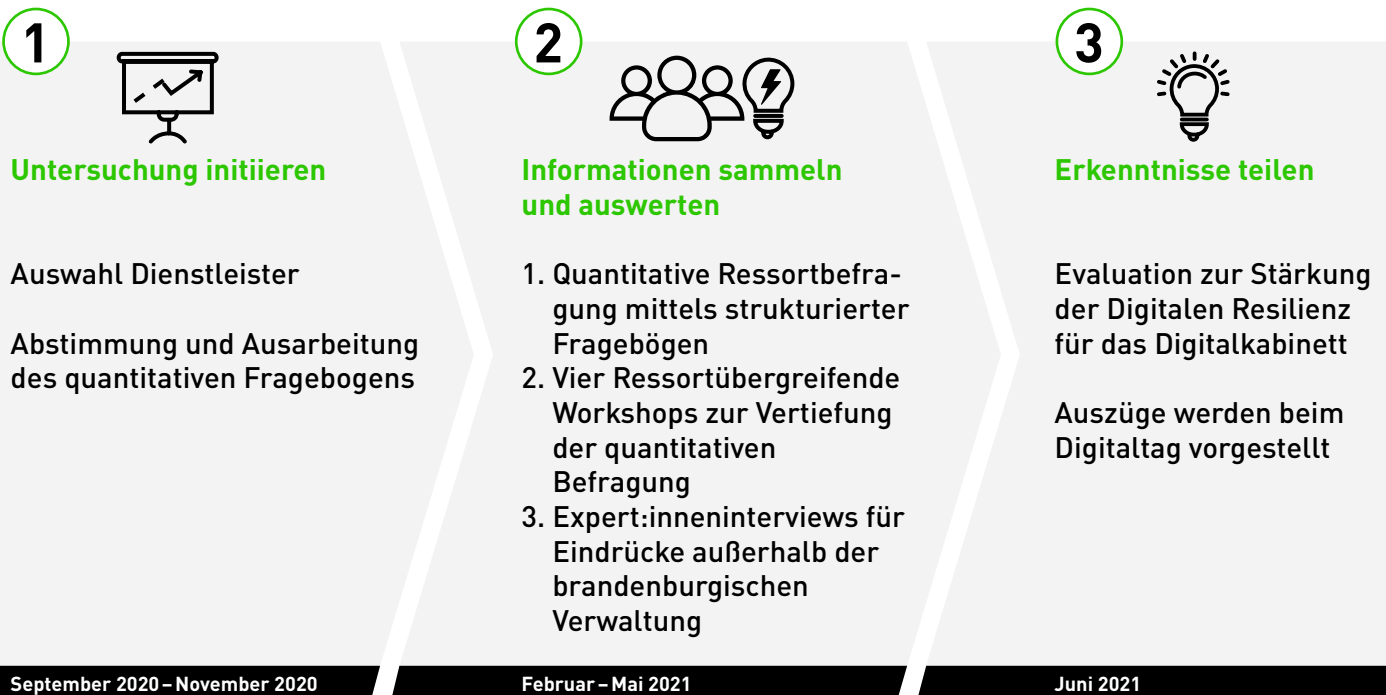 1
Untersuchung initiieren
Auswahl Dienstleister
Abstimmung und Ausarbeitung
des quantitativen Fragebogens
September 2020 – November 2020
2
Informationen sammeln
und auswerten
1. Quantitative Ressortbefra-
gung mittels strukturierter
Fragebögen
2. Vier Ressortübergreifende
Workshops zur Vertiefung
der quantitativen
Befragung
3. Expert:inneninterviews für
Eindrücke außerhalb der
brandenburgischen
Verwaltung
Februar – Mai 2021
3
Erkenntnisse teilen
Evaluation zur Stärkung
der Digitalen Resilienz
für das Digitalkabinett
Auszüge werden beim
Digitaltag vorgestellt
Juni 2021